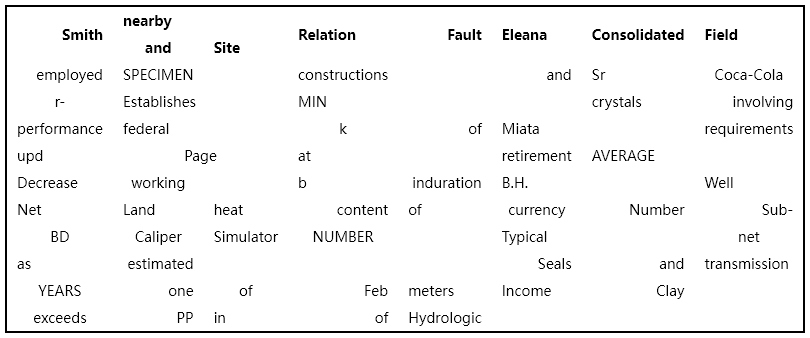 Smith nearby and Site Relation Fault Eleana Consolidated Field
employed SPECIMEN constructions and Sr Coca-Cola
r- Establishes MIN crystals involving
performance federal k of Miata requirements
upd Page at retirement AVERAGE
Decrease working b induration B.H. Well
Net Land heat content of currency Number Sub-
BD Caliper Simulator NUMBER Typical net
as estimated Seals and transmission
YEARS one of Feb meters Income Clay
exceeds PP in of Hydrologic